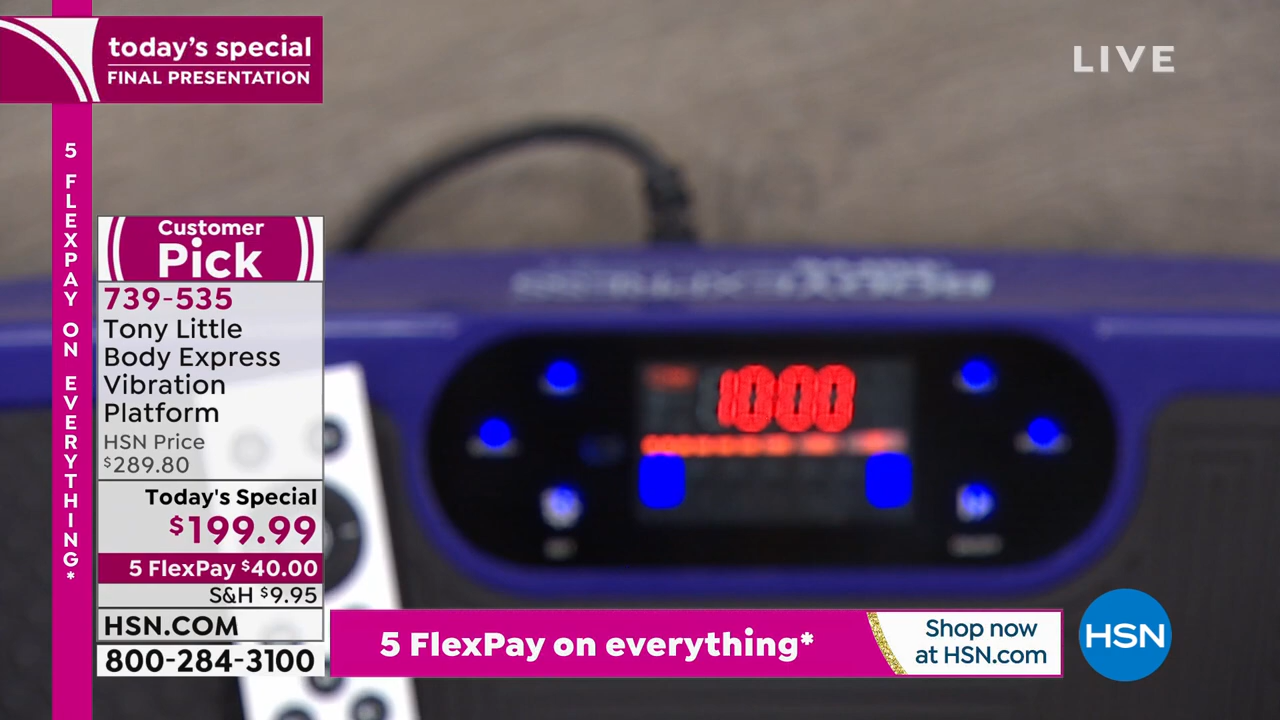 today's special
FINAL PRESENTATION
LIVE
5 FLEXPAY ON EVERYTHING*
Customer
Pick
739-535
Tony Little
Body Express
Vibration
Platform
HSN Price
$289.80
Today's Special
$199.99
5 FlexPay $40.00
S&H $9.95
HSN.COM
800-284-3100
1000
5 FlexPay on everything*
Shop now
at HSN.com
HSN